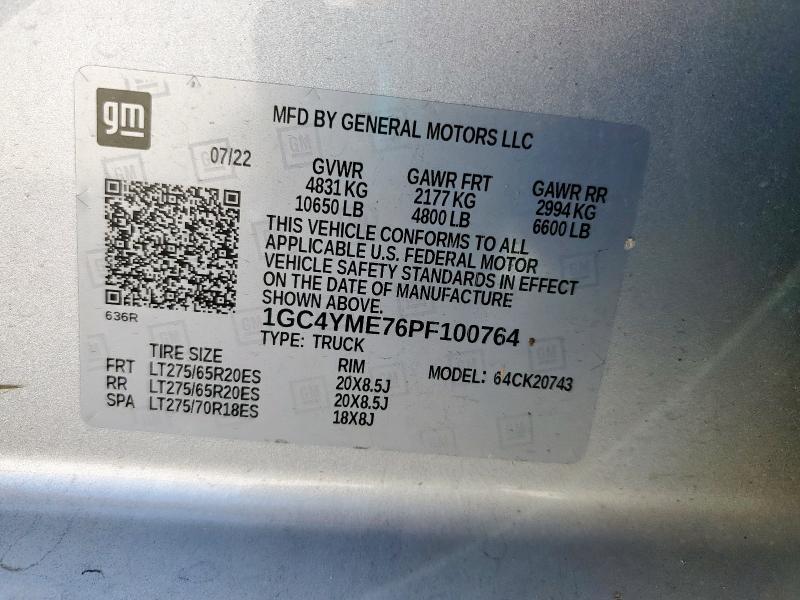 gm
MFD BY GENERAL MOTORS LLC
07/22
GVWR GAWR FRT GAWR RR
4831 KG 2177 KG 2994 KG
10650 LB 4800 LB 6600 LB
THIS VEHICLE CONFORMS TO ALL
APPLICABLE U.S. FEDERAL MOTOR
VEHICLE SAFETY STANDARDS IN EFFECT
ON THE DATE OF MANUFACTURE
SHOWN ABOVE.
636R
1GC4YME76PF100764
TYPE: TRUCK
TIRE SIZE RIM MODEL: 64CK20743
FRT LT275/65R20ES 20X8.5J
RR LT275/65R20ES 20X8.5J
SPA LT275/70R18ES 18X8J